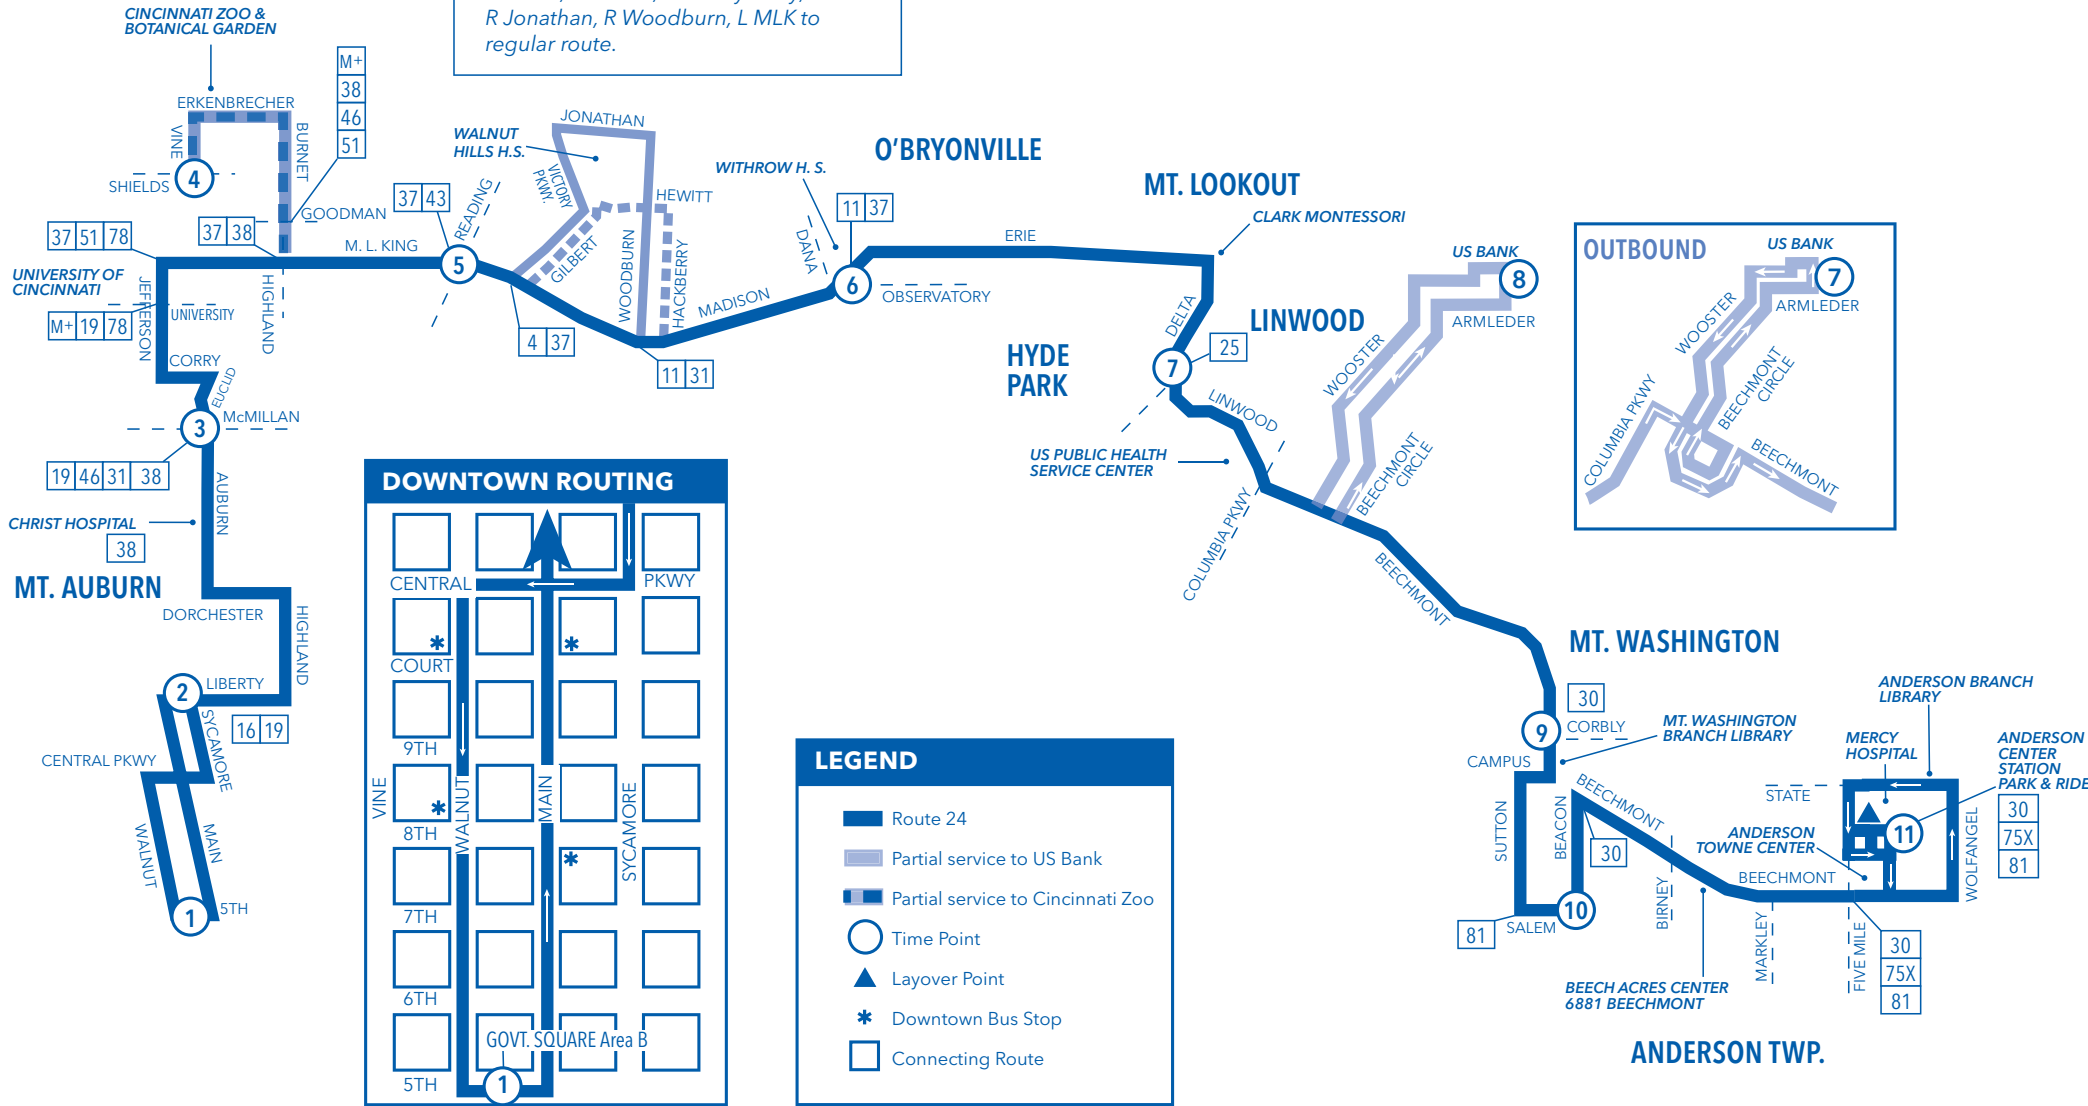 CINCINNATI ZOO &
BOTANICAL GARDEN
R Jonathan, R Woodburn, L MLK to
regular route.
M+
38
46
51
ERKENBRECHER
VINE
BURNET
4
SHIELDS
GOODMAN
37 51 78
37 38
M. L. KING
UNIVERSITY OF
CINCINNATI
JEFFERSON
UNIVERSITY
HIGHLAND
M+ 19 78
CORRY
EUCLID
3
McMILLAN
19 46 31 38
AUBURN
CHRIST HOSPITAL
38
MT. AUBURN
DORCHESTER
HIGHLAND
2
LIBERTY
SYCAMORE
16 19
CENTRAL PKWY
WALNUT
MAIN
1
5TH
37 43
READING
5
WALNUT
HILLS H.S.
JONATHAN
VICTORY
PKWY.
GILBERT
HEWITT
WOODBURN
HACKBERRY
4 37
11 31
MADISON
WITHROW H. S.
DANA
11 37
6
OBSERVATORY
O'BRYONVILLE
ERIE
MT. LOOKOUT
CLARK MONTESSORI
DELTA
LINWOOD
25
7
HYDE
PARK
LINWOOD
US PUBLIC HEALTH
SERVICE CENTER
COLUMBIA PKWY
US BANK
8
ARMLEDER
WOOSTER
BEECHMONT
CIRCLE
BEECHMONT
OUTBOUND
US BANK
7
ARMLEDER
WOOSTER
BEECHMONT
CIRCLE
COLUMBIA PKWY
BEECHMONT
DOWNTOWN ROUTING
CENTRAL
PKWY
COURT
9TH
VINE
WALNUT
MAIN
SYCAMORE
8TH
7TH
6TH
GOVT. SQUARE Area B
5TH
1
LEGEND
Route 24
Partial service to US Bank
Partial service to Cincinnati Zoo
Time Point
Layover Point
Downtown Bus Stop
Connecting Route
MT. WASHINGTON
30
9
CORBLY
MT. WASHINGTON
BRANCH LIBRARY
CAMPUS
SUTTON
BEACON
BEECHMONT
30
10
81
SALEM
BIRNEY
BEECH ACRES CENTER
6881 BEECHMONT
MARKLEY
BEECHMONT
FIVE MILE
30
75X
81
ANDERSON TWP.
ANDERSON BRANCH
LIBRARY
MERCY
HOSPITAL
STATE
ANDERSON
TOWNE CENTER
11
WOLFANGEL
ANDERSON
CENTER
STATION
PARK & RIDE
30
75X
81